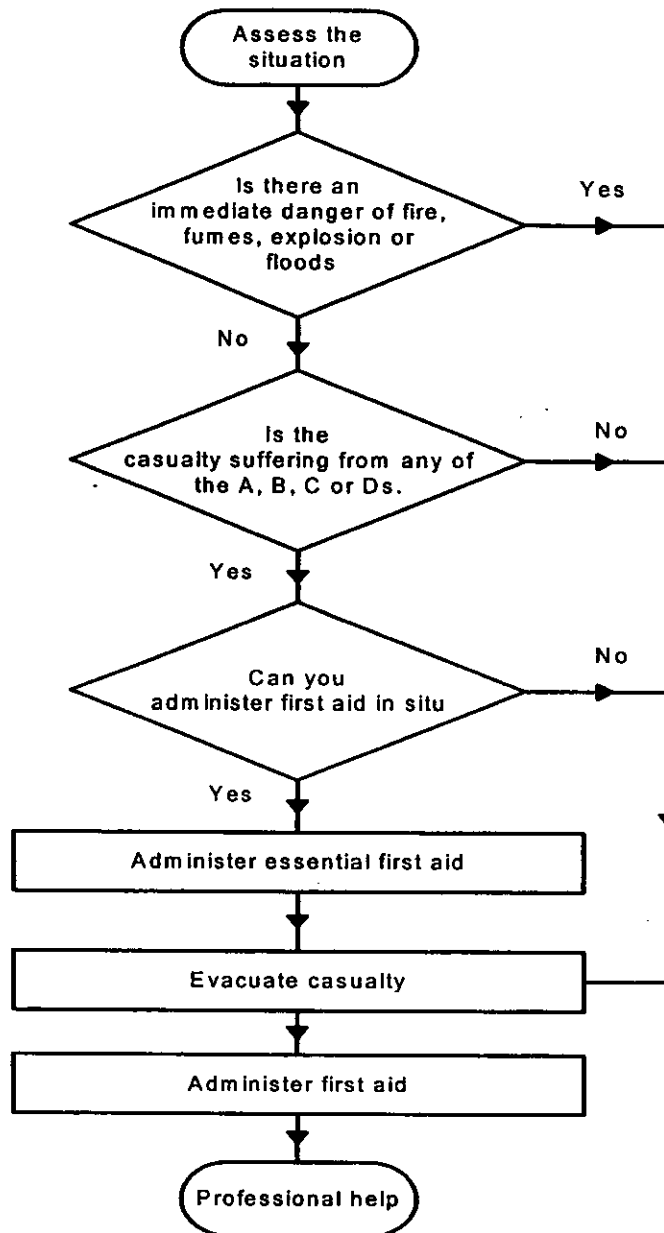 Assess the
situation
Is there an
immediate danger of fire,
fumes, explosion or
floods
Yes
No
Is the
casualty suffering from any of
the A, B, C or Ds.
No
Yes
Can you
administer first aid in situ
No
Yes
Administer essential first aid
Evacuate casualty
Administer first aid
Professional help